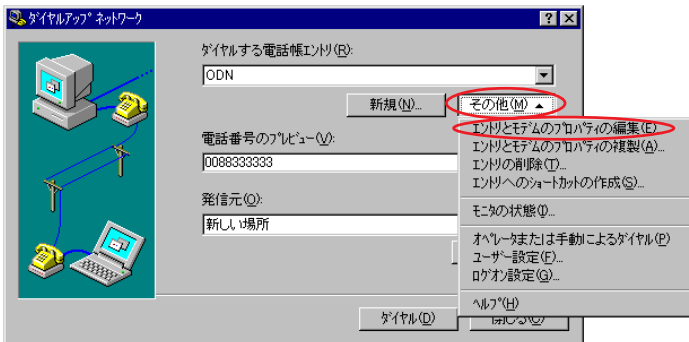 ダイヤルアップ ネットワーク
ダイヤルする電話帳エントリ(R):
ODN
新規(N)...
その他(M)
電話番号のプレビュー(V):
0088333333
発信元(O):
新しい場所
ダイヤル(D)
閉じる(C)
エントリとモデムのプロパティの編集(E)
エントリとモデムのプロパティの複製(A)...
エントリの削除(T)...
エントリへのショートカットの作成(S)...
モニタの状態(I)...
オペレータまたは手動によるダイヤル(P)
ユーザー設定(F)...
ログオン設定(G)...
ヘルプ(H)